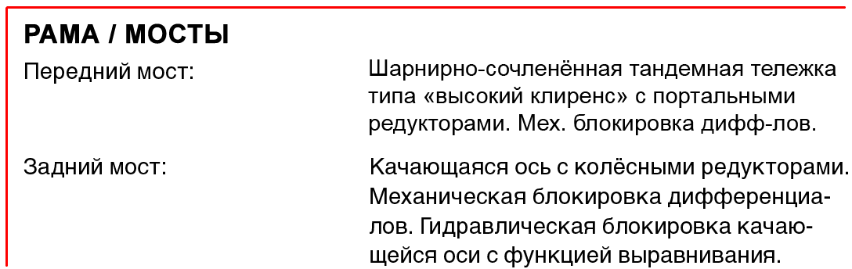 РАМА / МОСТЫ
Передний мост:
Шарнирно-сочленённая тандемная тележка
типа «высокий клиренс» с портальными
редукторами. Мех. блокировка дифф-лов.
Задний мост:
Качающаяся ось с колёсными редукторами.
Механическая блокировка дифференциа-
лов. Гидравлическая блокировка качаю-
щейся оси с функцией выравнивания.